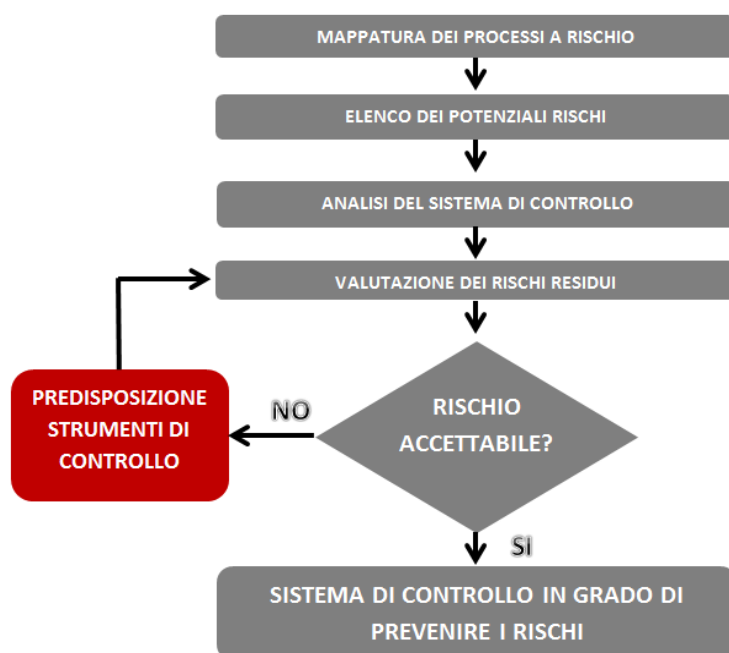 MAPPATURA DEI PROCESSI A RISCHIO
ELENCO DEI POTENZIALI RISCHI
ANALISI DEL SISTEMA DI CONTROLLO
VALUTAZIONE DEI RISCHI RESIDUI
RISCHIO
ACCETTABILE?
NO
PREDISPOSIZIONE
STRUMENTI DI
CONTROLLO
SI
SISTEMA DI CONTROLLO IN GRADO DI
PREVENIRE I RISCHI